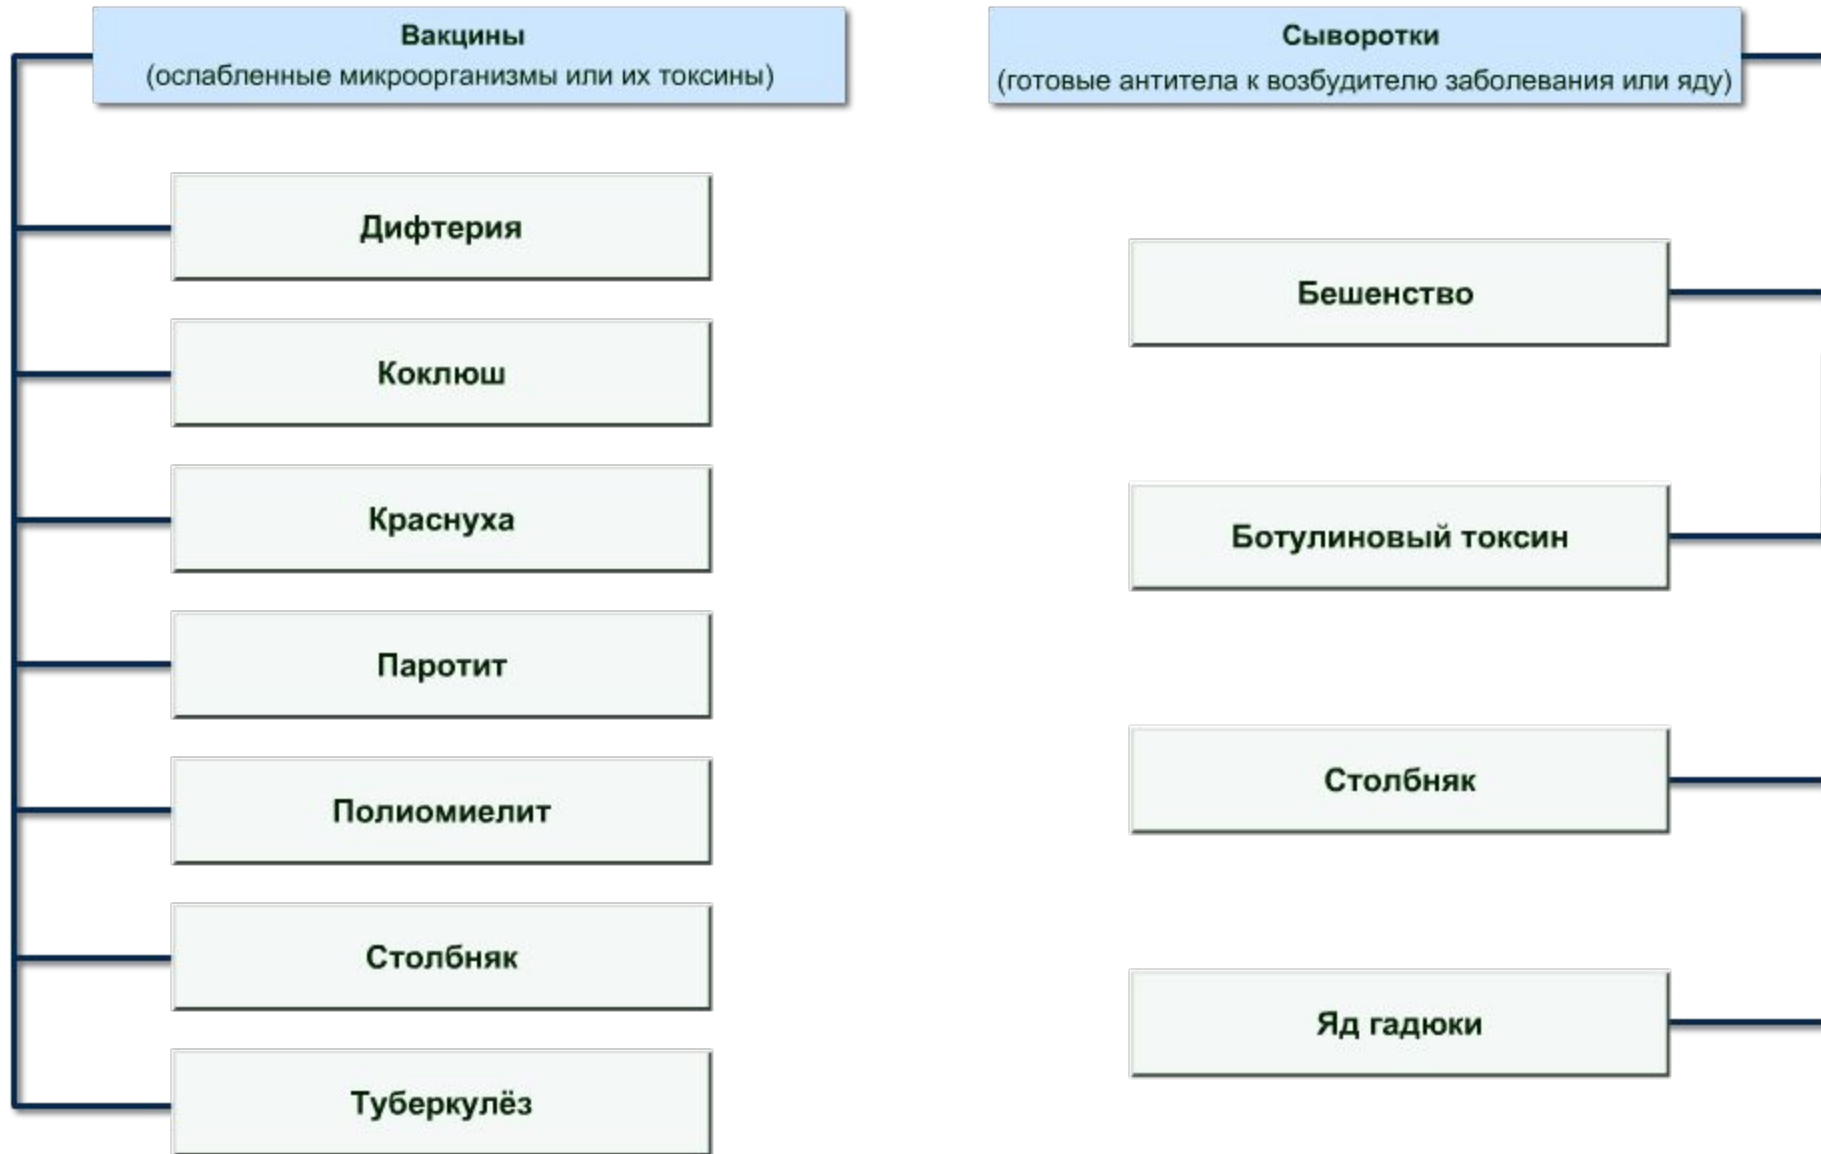 Вакцины
(ослабленные микроорганизмы или их токсины)
Дифтерия
Коклюш
Краснуха
Паротит
Полиомиелит
Столбняк
Туберкулёз
Сыворотки
(готовые антитела к возбудителю заболевания или яду)
Бешенство
Ботулиновый токсин
Столбняк
Яд гадюки